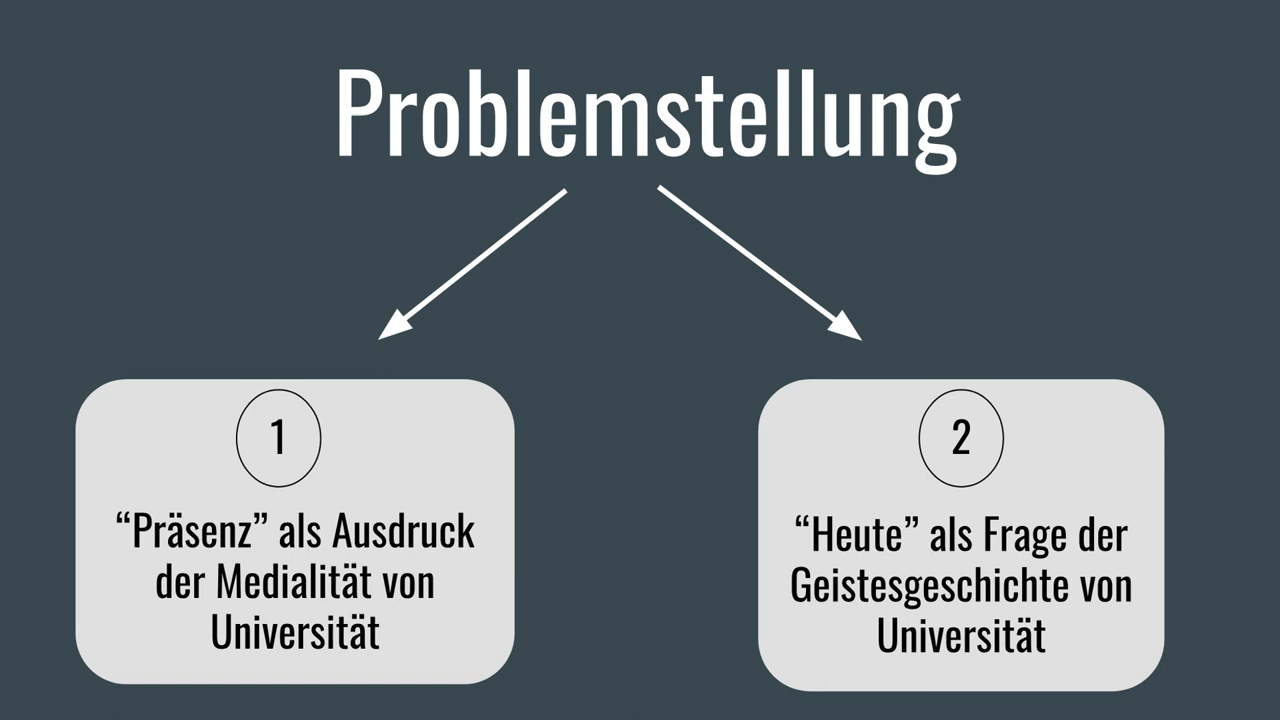 Problemstellung
1
“Präsenz” als Ausdruck
der Medialität von
Universität
2
“Heute” als Frage der
Geistesgeschichte von
Universität